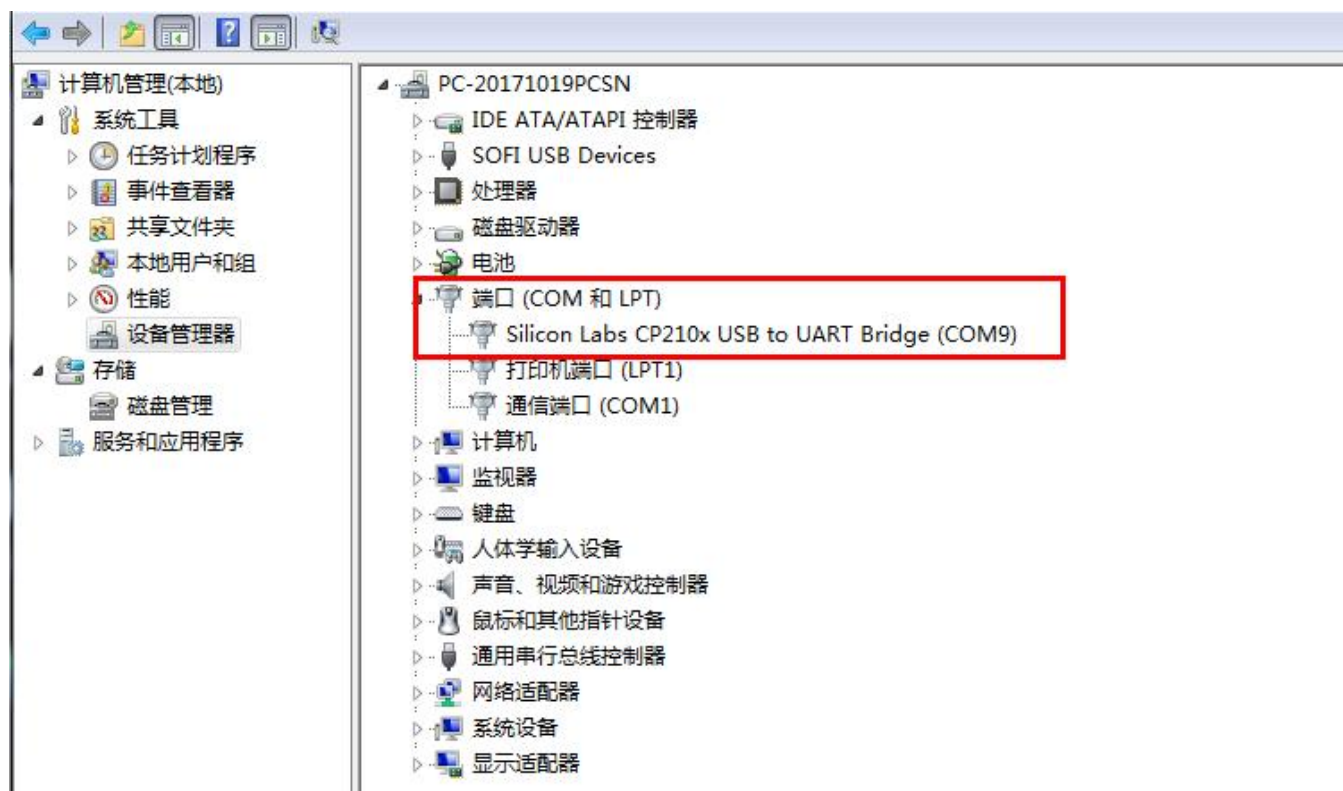 计算机管理(本地)
系统工具
任务计划程序
事件查看器
共享文件夹
本地用户和组
性能
设备管理器
存储
磁盘管理
服务和应用程序
PC-20171019PCSN
IDE ATA/ATAPI 控制器
SOFI USB Devices
处理器
磁盘驱动器
电池
端口 (COM 和 LPT)
Silicon Labs CP210x USB to UART Bridge (COM9)
打印机端口 (LPT1)
通信端口 (COM1)
计算机
监视器
键盘
人体学输入设备
声音、视频和游戏控制器
鼠标和其他指针设备
通用串行总线控制器
网络适配器
系统设备
显示适配器